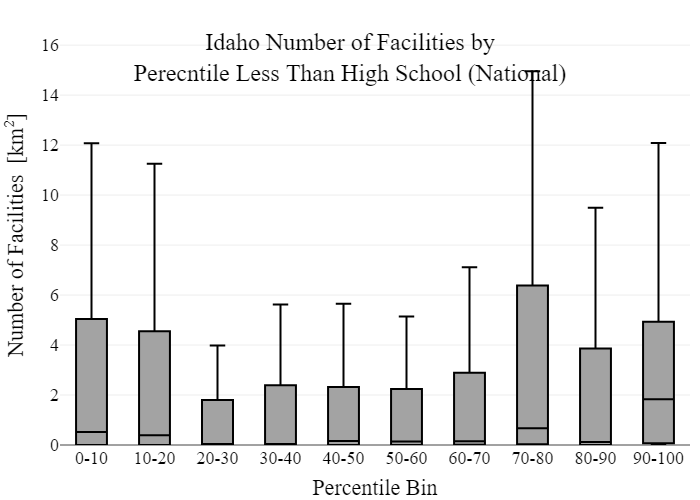 Idaho Number of Facilities by
Perecntile Less Than High School (National)
Number of Facilities [km²]
16
14
12
10
8
6
4
2
0
0-10 10-20 20-30 30-40 40-50 50-60 60-70 70-80 80-90 90-100
Percentile Bin